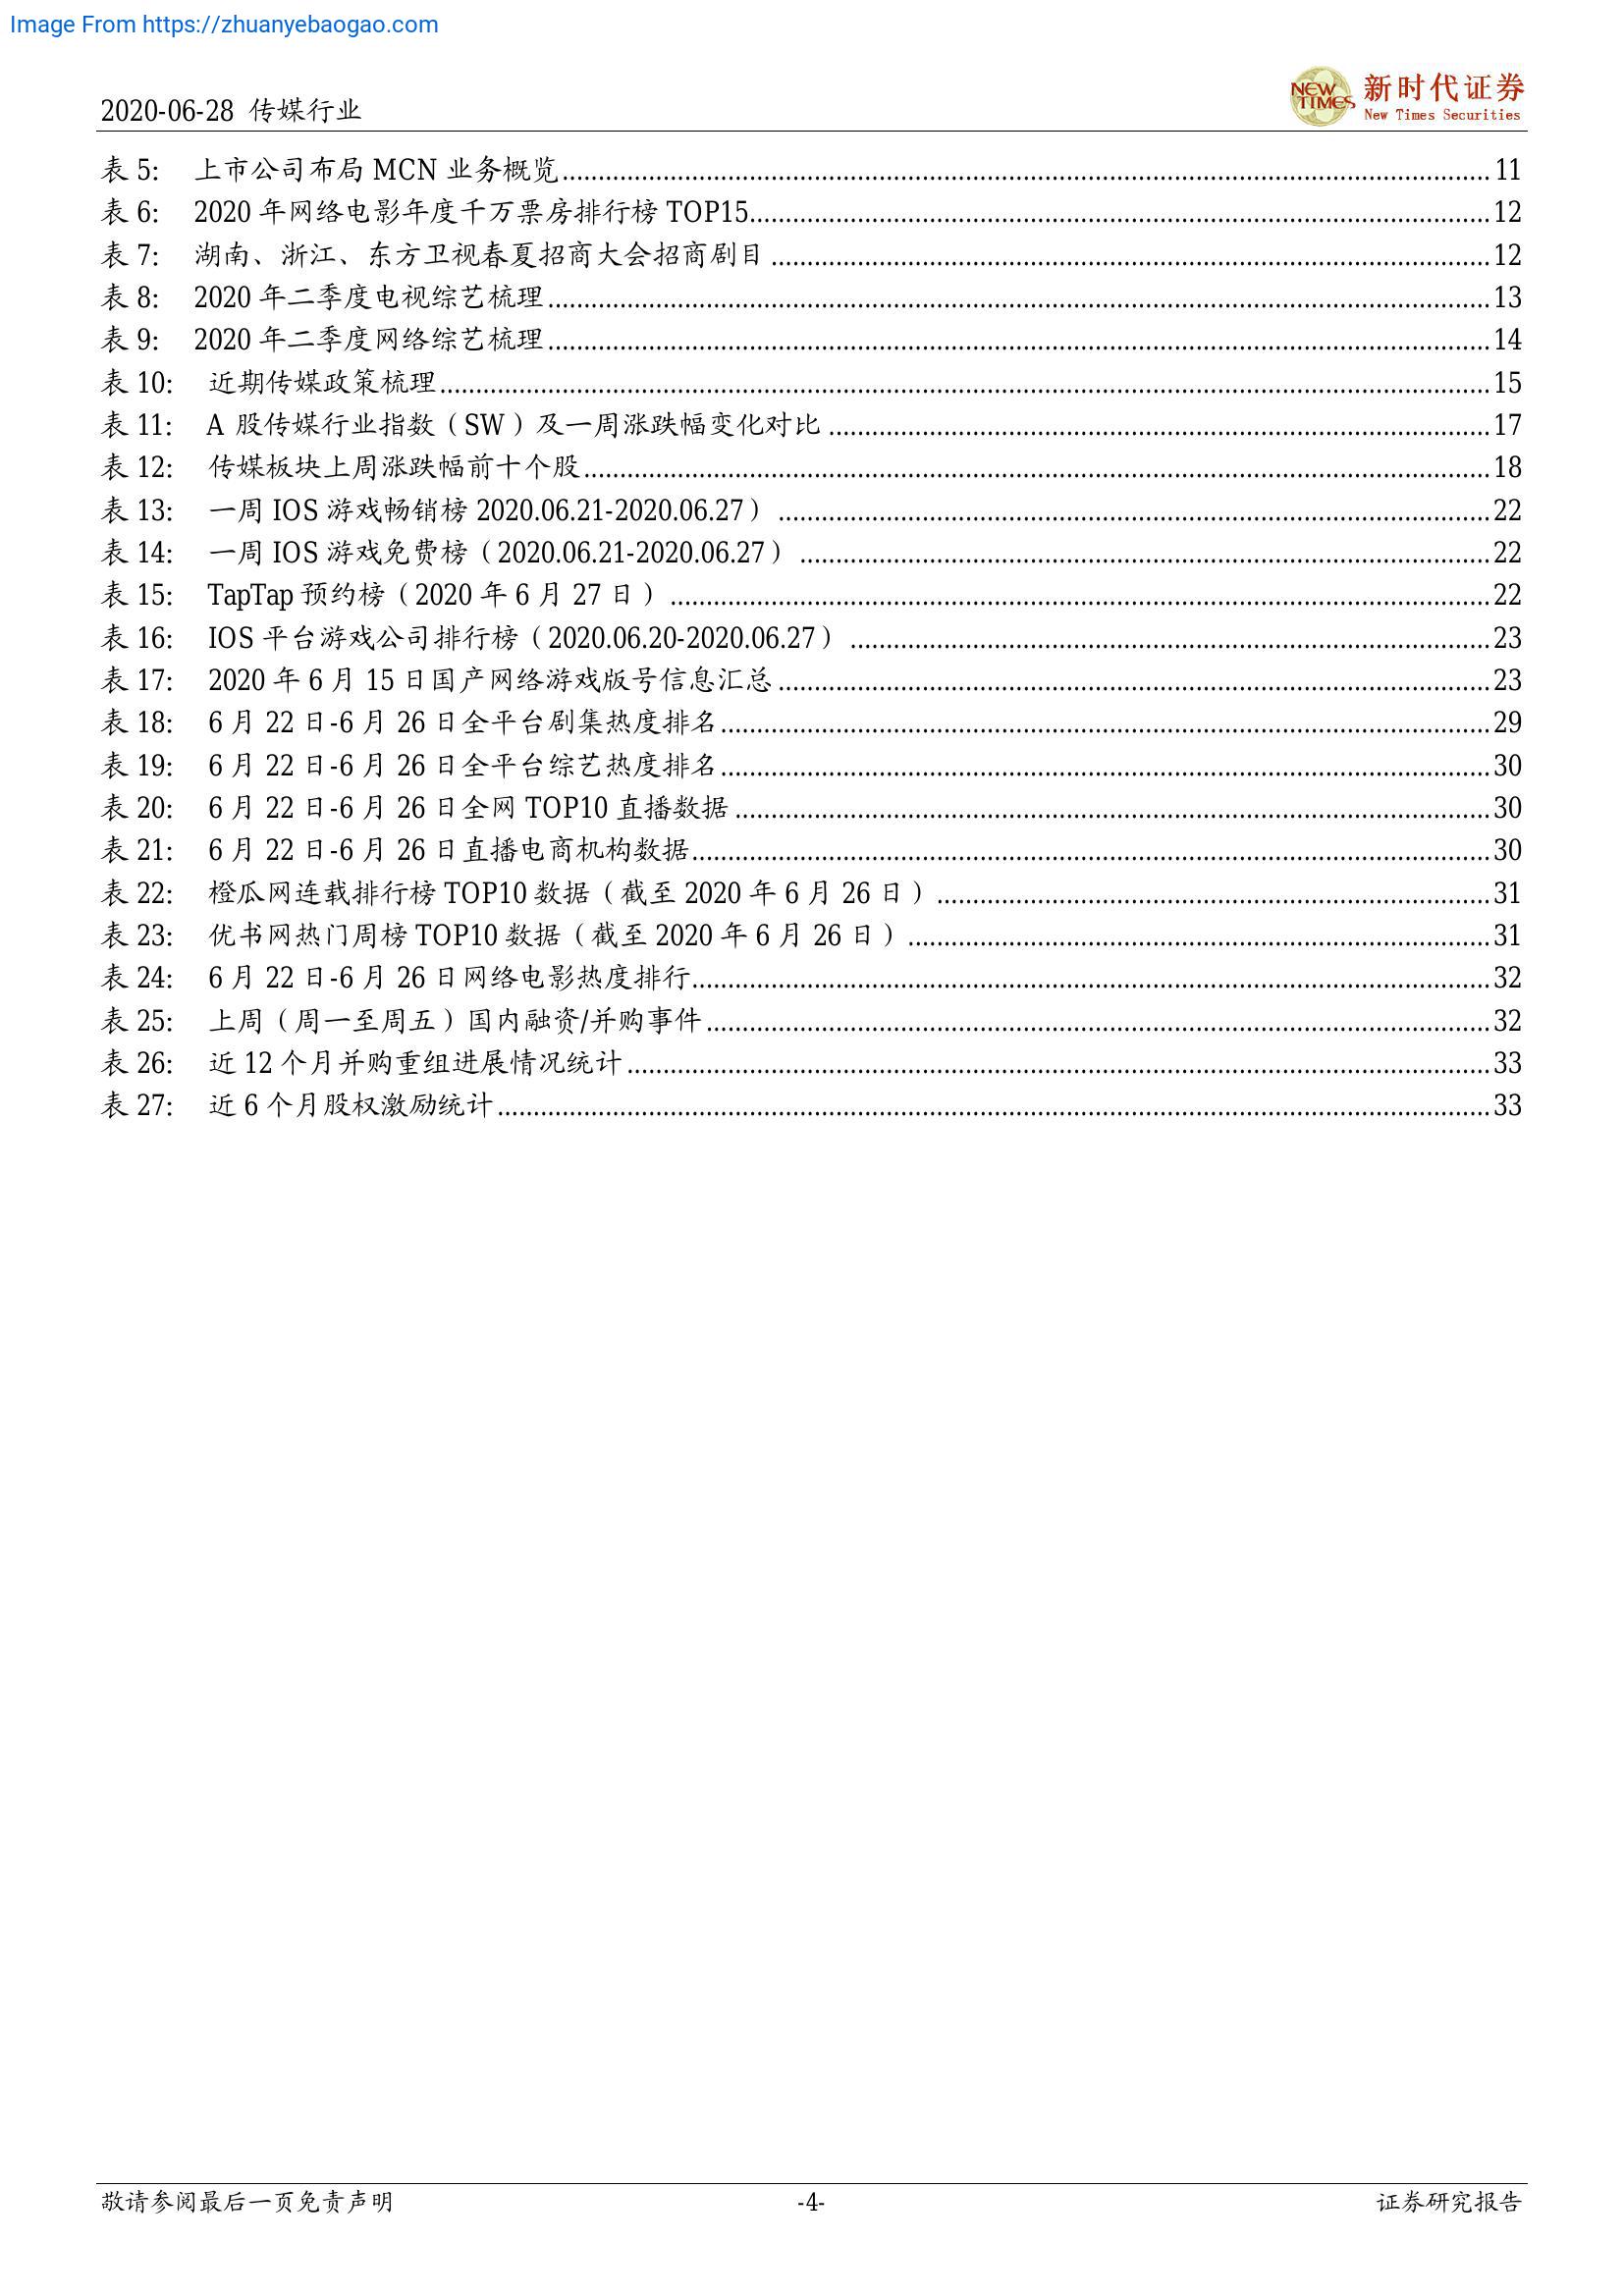 Image From https://zhuanyebaogao.com
2020-06-28 传媒行业
NEW TIMES 新时代证券
New Times Securities
表 5: 上市公司布局 MCN 业务概览 11
表 6: 2020 年网络电影年度千万票房排行榜 TOP15 12
表 7: 湖南、浙江、东方卫视春夏招商大会招商剧目 12
表 8: 2020 年二季度电视综艺梳理 13
表 9: 2020 年二季度网络综艺梳理 14
表 10: 近期传媒政策梳理 15
表 11: A 股传媒行业指数（SW）及一周涨跌幅变化对比 17
表 12: 传媒板块上周涨跌幅前十个股 18
表 13: 一周 IOS 游戏畅销榜 2020.06.21-2020.06.27） 22
表 14: 一周 IOS 游戏免费榜（2020.06.21-2020.06.27） 22
表 15: TapTap 预约榜（2020 年 6 月 27 日） 22
表 16: IOS 平台游戏公司排行榜（2020.06.20-2020.06.27） 23
表 17: 2020 年 6 月 15 日国产网络游戏版号信息汇总 23
表 18: 6 月 22 日-6 月 26 日全平台剧集热度排名 29
表 19: 6 月 22 日-6 月 26 日全平台综艺热度排名 30
表 20: 6 月 22 日-6 月 26 日全网 TOP10 直播数据 30
表 21: 6 月 22 日-6 月 26 日直播电商机构数据 30
表 22: 橙瓜网连载排行榜 TOP10 数据（截至 2020 年 6 月 26 日） 31
表 23: 优书网热门周榜 TOP10 数据（截至 2020 年 6 月 26 日） 31
表 24: 6 月 22 日-6 月 26 日网络电影热度排行 32
表 25: 上周（周一至周五）国内融资/并购事件 32
表 26: 近 12 个月并购重组进展情况统计 33
表 27: 近 6 个月股权激励统计 33
敬请参阅最后一页免责声明 -4- 证券研究报告